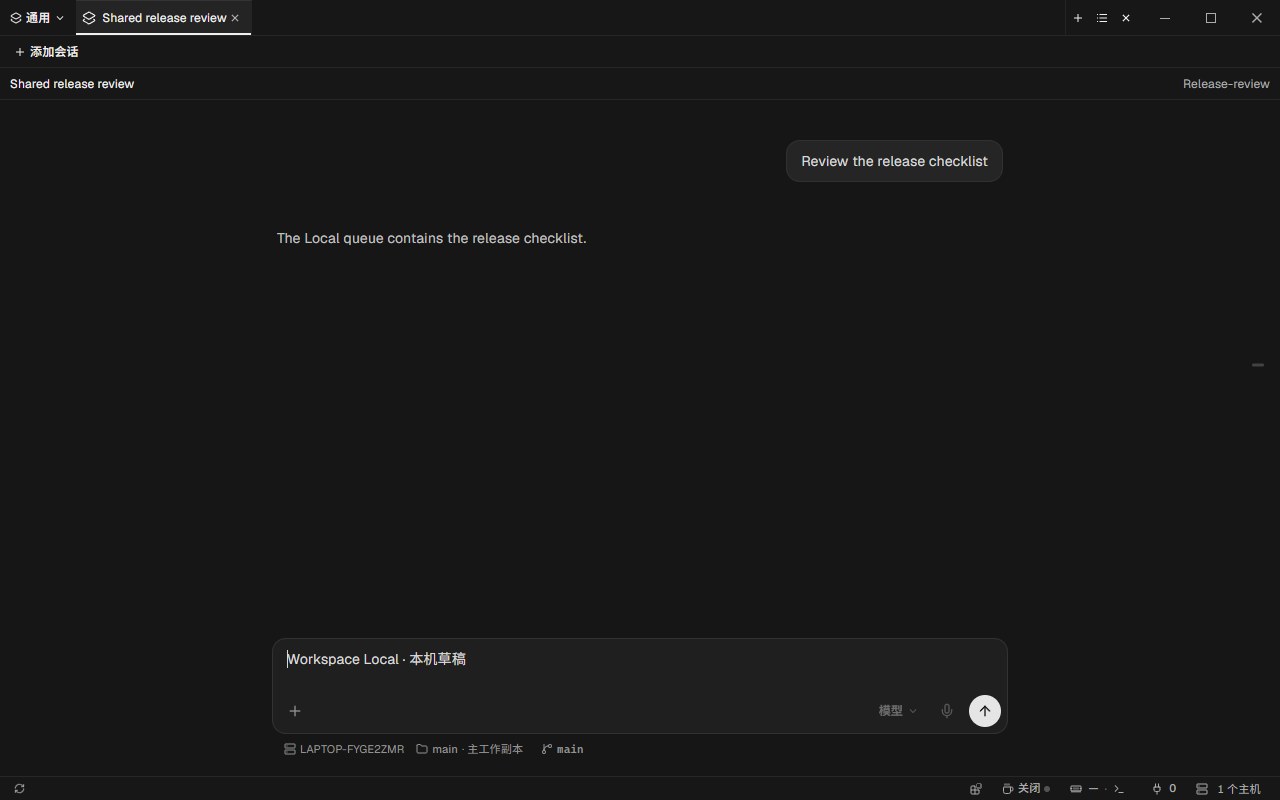 通用
Shared release review
添加会话
Shared release review
Release-review
Review the release checklist
The Local queue contains the release checklist.
Workspace Local · 本机草稿
模型
LAPTOP-FYGE2ZMR main · 主工作副本 main
关闭 — · 0 1 个主机